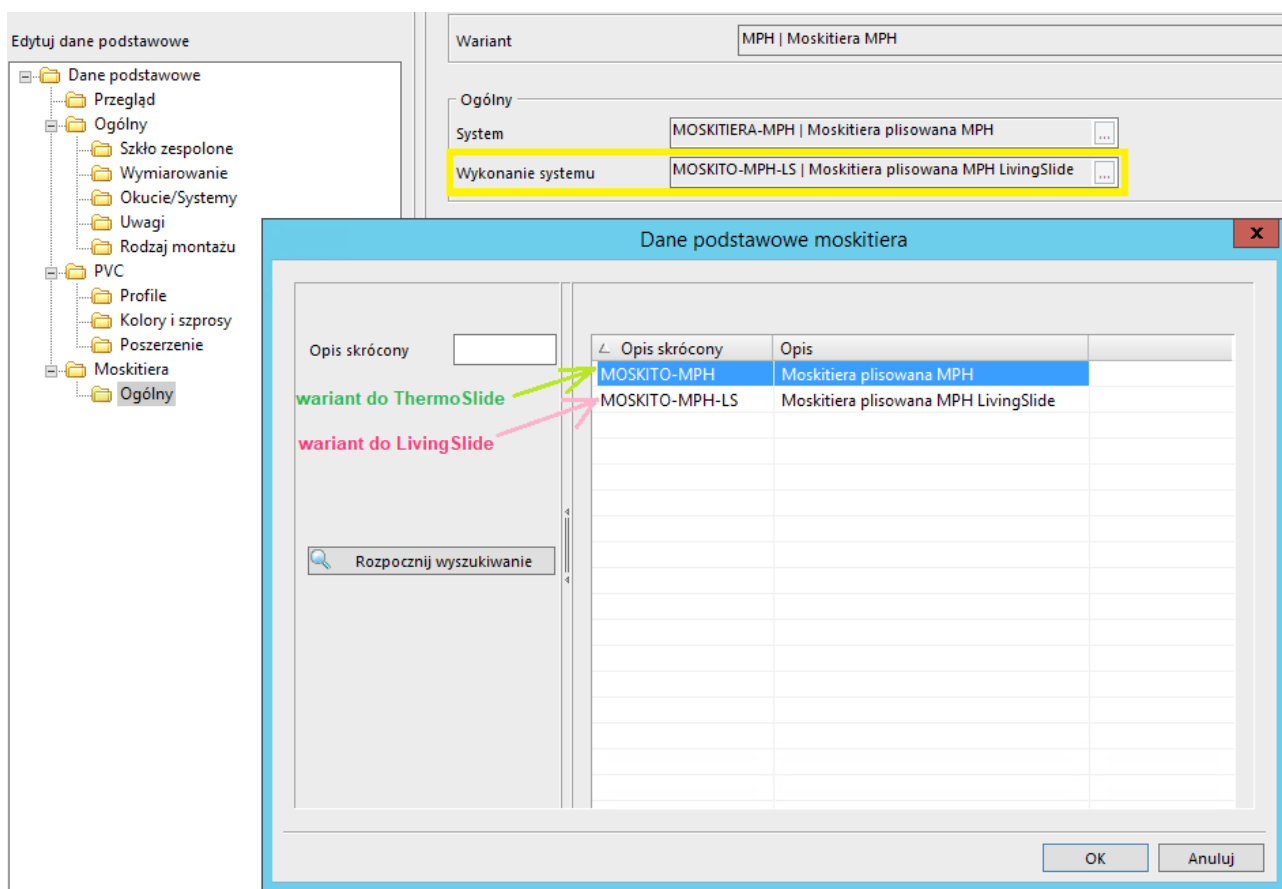 Edytuj dane podstawowe
Dane podstawowe
Przegląd
Ogólny
Szkło zespolone
Wymiarowanie
Okucie/Systemy
Uwagi
Rodzaj montażu
PVC
Profile
Kolory i szprosy
Poszerzenie
Moskitiera
Ogólny
Wariant MPH | Moskitiera MPH
Ogólny
System MOSKITIERA-MPH | Moskitiera plisowana MPH ...
Wykonanie systemu MOSKITO-MPH-LS | Moskitiera plisowana MPH LivingSlide ...
Dane podstawowe moskitiera x
Opis skrócony
wariant do ThermoSlide
wariant do LivingSlide
Rozpocznij wyszukiwanie
Opis skrócony Opis
MOSKITO-MPH Moskitiera plisowana MPH
MOSKITO-MPH-LS Moskitiera plisowana MPH LivingSlide
OK Anuluj